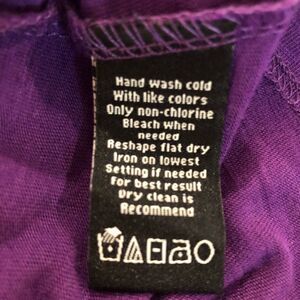 Hand wash cold
With like colors
Only non-chlorine
Bleach when
needed
Reshape flat dry
Iron on lowest
Setting if needed
for best result
Dry clean is
Recommend